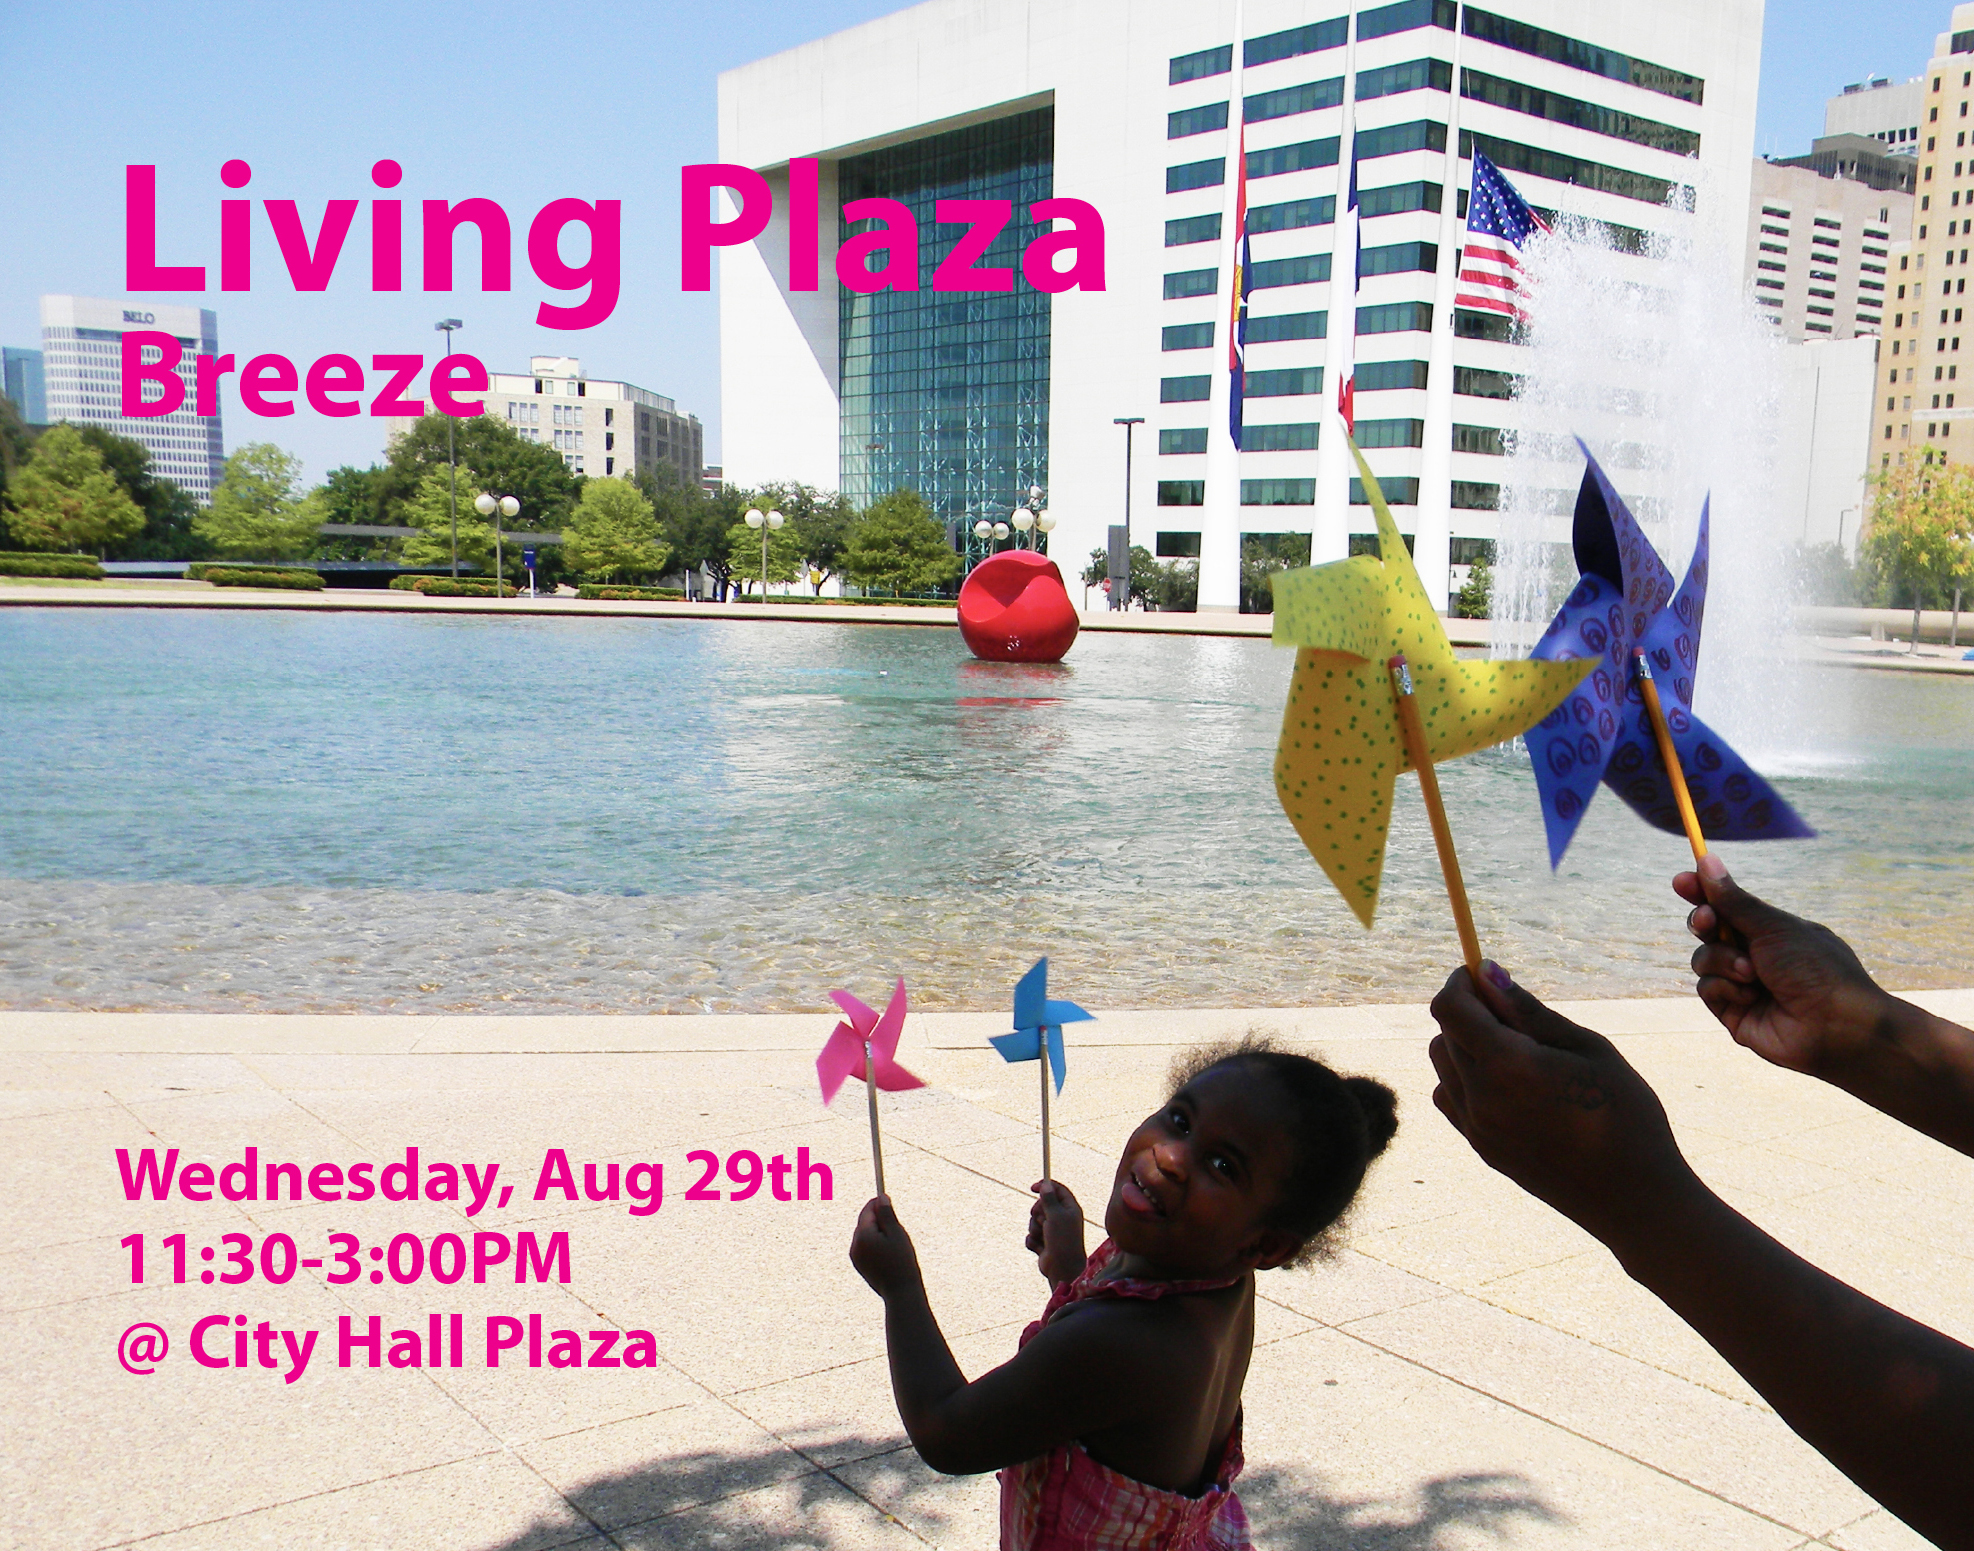 Living Plaza
Breeze
BELO
Wednesday, Aug 29th
11:30-3:00PM
@ City Hall Plaza